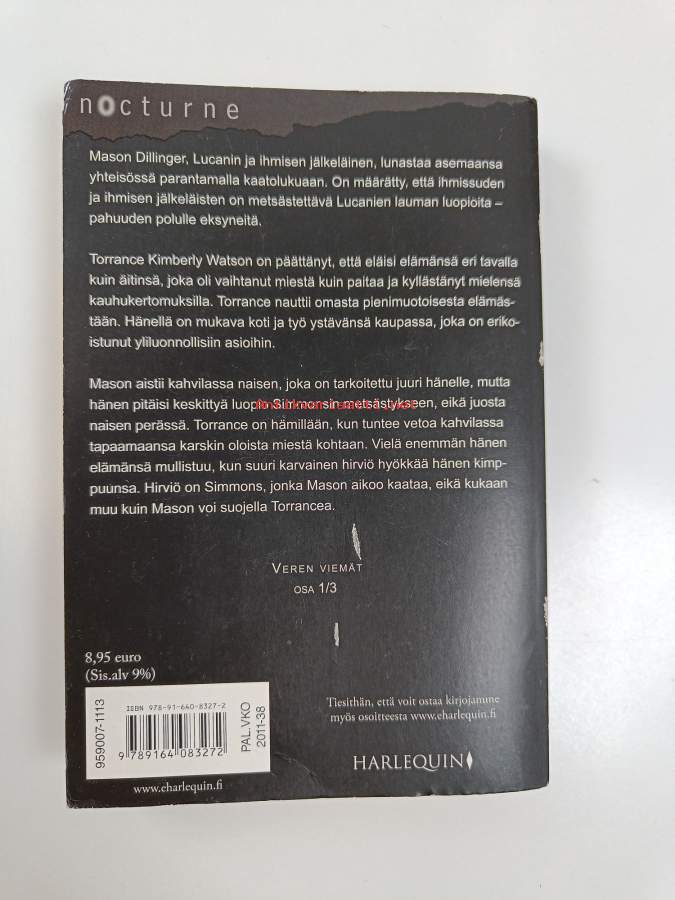 nocturne
Mason Dillinger, Lucanin ja ihmisen jälkeläinen, lunastaa asemaansa
yhteisössä parantamalla kaatolukuaan. On määrätty, että ihmissuden
ja ihmisen jälkeläisten on metsästettävä Lucanien lauman luopioita –
pahuuden polulle eksyneitä.
Torrance Kimberly Watson on päättänyt, että eläisi elämänsä eri tavalla
kuin äitinsä, joka oli vaihtanut miestä kuin paitaa ja kyllästänyt mielensä
kauhukertomuksilla. Torrance nauttii omasta pienimuotoisesta elämäs-
tään. Hänellä on mukava koti ja työ ystävänsä kaupassa, joka on eriko-
istunut yliluonnollisiin asioihin.
Mason aistii kahvilassa naisen, joka on tarkoitettu juuri hänelle, mutta
hänen pitäisi keskittyä luopio Simmonsin metsästykseen, eikä juosta
naisen perässä. Torrance on hämillään, kun tuntee vetoa kahvilassa
tapaamaansa karskin oloista miestä kohtaan. Vielä enemmän hänen
elämänsä mullistuu, kun suuri karvainen hirviö hyökkää hänen kimp-
puunsa. Hirviö on Simmons, jonka Mason aikoo kaataa, eikä kukaan
muu kuin Mason voi suojella Torrancea.
VEREN VIEMÄT
OSA 1/3
8,95 euro
(Sis.alv 9%)
959007-1113
ISBN 978-91-640-8327-2
9 789164 083272
PAL.VKO
2011-38
www.eharlequin.fi
Tiesithän, että voit ostaa kirjojamme
myös osoitteesta www.eharlequin.fi
HARLEQUIN